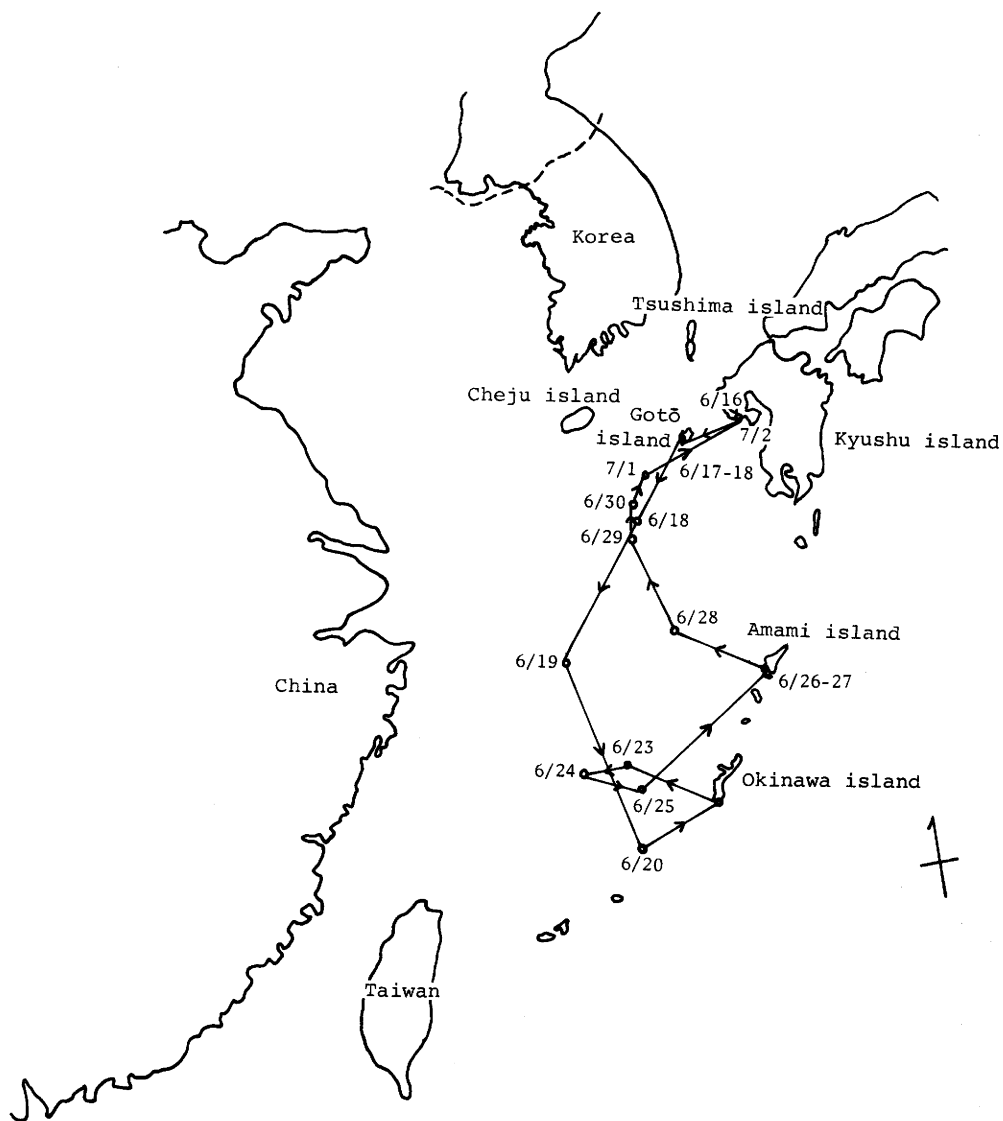 Korea
Tsushima island
Cheju island
6/16
Gotō
island
7/2
Kyushu island
7/1
6/17-18
6/30
6/18
6/29
6/28
Amami island
6/19
6/26-27
China
6/23
6/24
Okinawa island
6/25
6/20
Taiwan